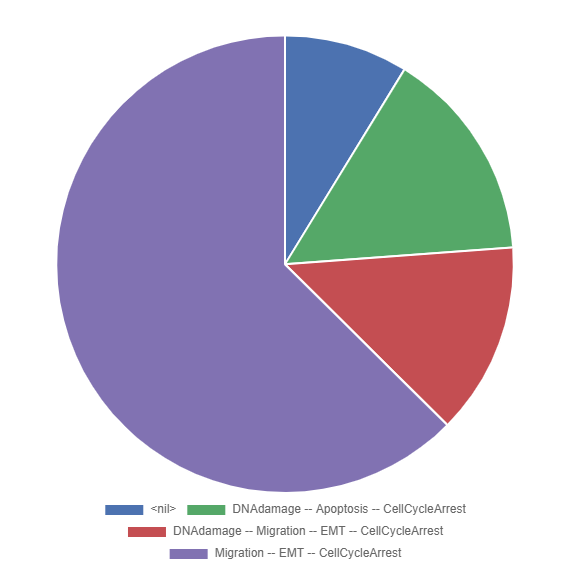 <nil> DNAdamage -- Apoptosis -- CellCycleArrest
DNAdamage -- Migration -- EMT -- CellCycleArrest
Migration -- EMT -- CellCycleArrest